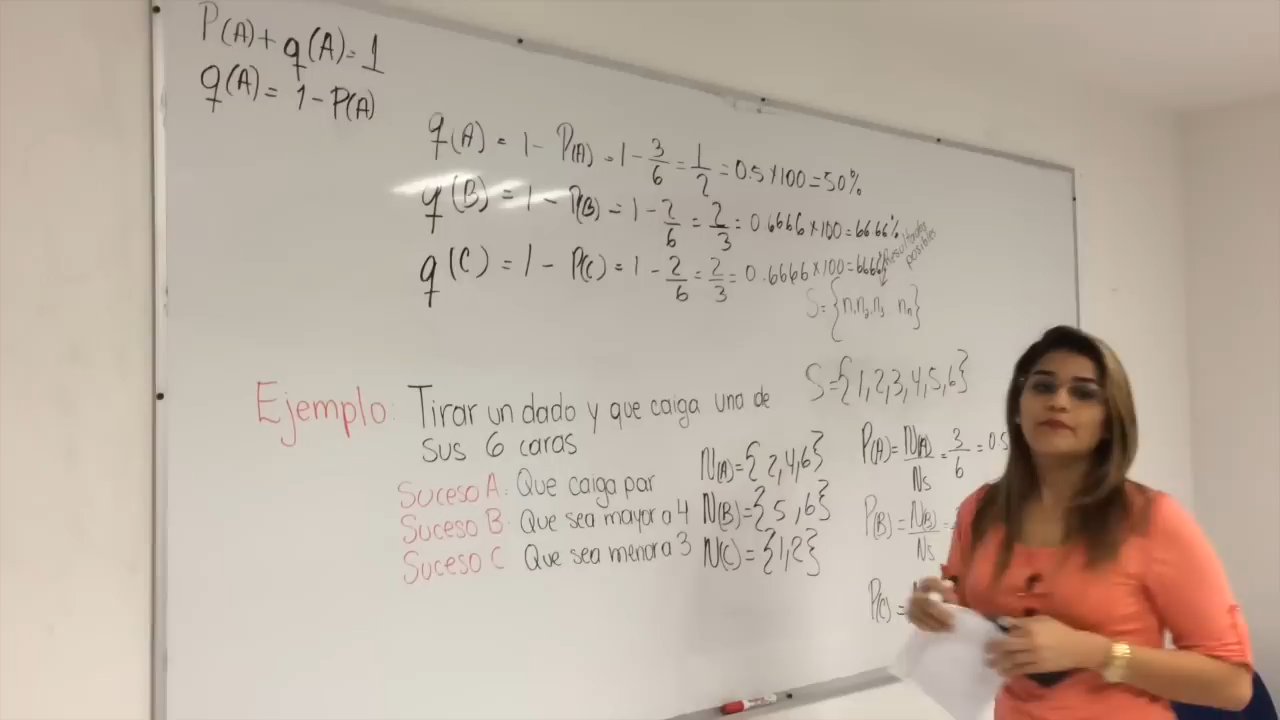 P(A)+q(A)=1
q(A)= 1-P(A)
q(A) = 1- P(A) = 1-3/6 = 1/2 = 0.5*100=50%
q(B) = 1 - P(B) = 1-2/6 = 2/3 = 0.6666*100=66.66%
q(C) = 1 - P(C) = 1-2/6 = 2/3 = 0.6666*100=6666%
Resultados posibles
S={n,n2,n3 nn}
Ejemplo: Tirar un dado y que caiga una de
sus 6 caras
S={1,2,3,4,5,6}
Suceso A: Que caiga par N(A)={2,4,6} P(A)=N(A)/Ns=3/6=0.5
Suceso B: Que sea mayor a 4 N(B)={5,6} P(B)=N(B)/Ns=
Suceso C Que sea menor a 3 N(C)={1,2} P(C)=